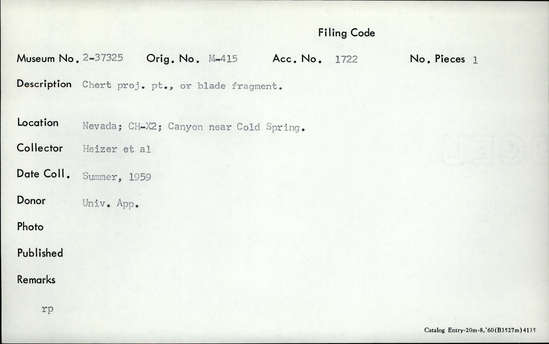 Filing Code
Museum No. 2-37325 Orig. No. M-415 Acc. No. 1722 No. Pieces 1
Description Chert proj. pt., or blade fragment.
Location Nevada; CH-X2; Canyon near Cold Spring.
Collector Heizer et al
Date Coll. Summer, 1959
Donor Univ. App.
Photo
Published
Remarks
rp
Catalog Entry-20m-8,'60(B3527m)4135